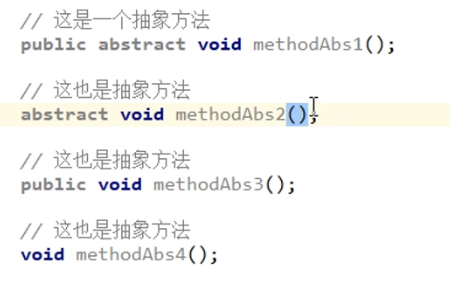 // 这是一个抽象方法
public abstract void methodAbs1();
// 这也是抽象方法
abstract void methodAbs2();
// 这也是抽象方法
public void methodAbs3();
// 这也是抽象方法
void methodAbs4();